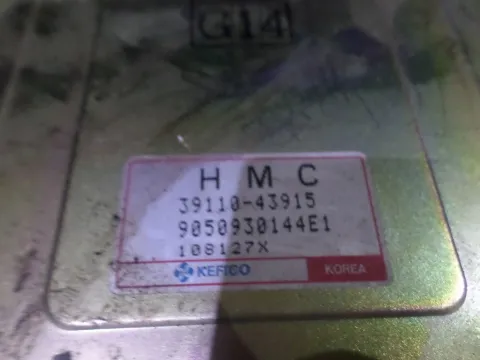 G14
H M C
39110-43915
9050930144E1
108127X
KEFICO
KOREA